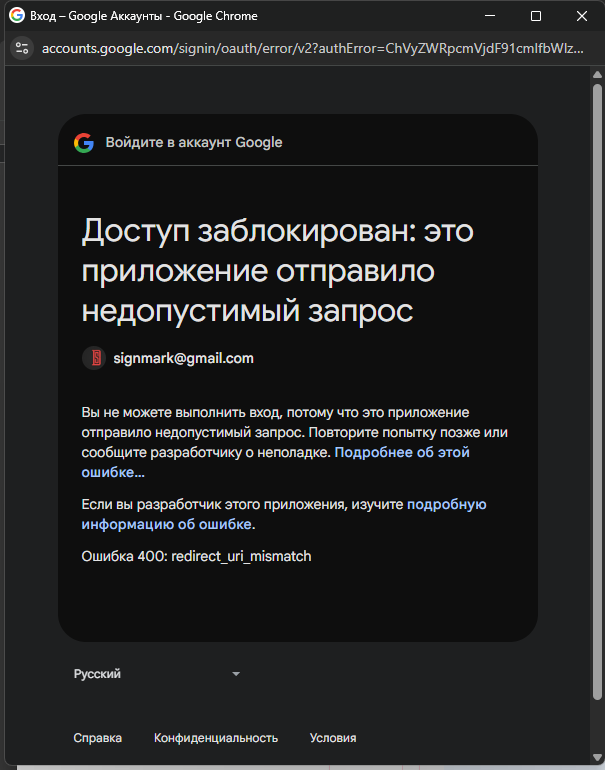 Вход – Google Аккаунты - Google Chrome
accounts.google.com/signin/oauth/error/v2?authError=ChVyZWRpcmVjdF91cmlfbWlz...
Войдите в аккаунт Google
Доступ заблокирован: это
приложение отправило
недопустимый запрос
signmark@gmail.com
Вы не можете выполнить вход, потому что это приложение
отправило недопустимый запрос. Повторите попытку позже или
сообщите разработчику о неполадке. Подробнее об этой
ошибке...
Если вы разработчик этого приложения, изучите подробную
информацию об ошибке.
Ошибка 400: redirect_uri_mismatch
Русский
Справка
Конфиденциальность
Условия